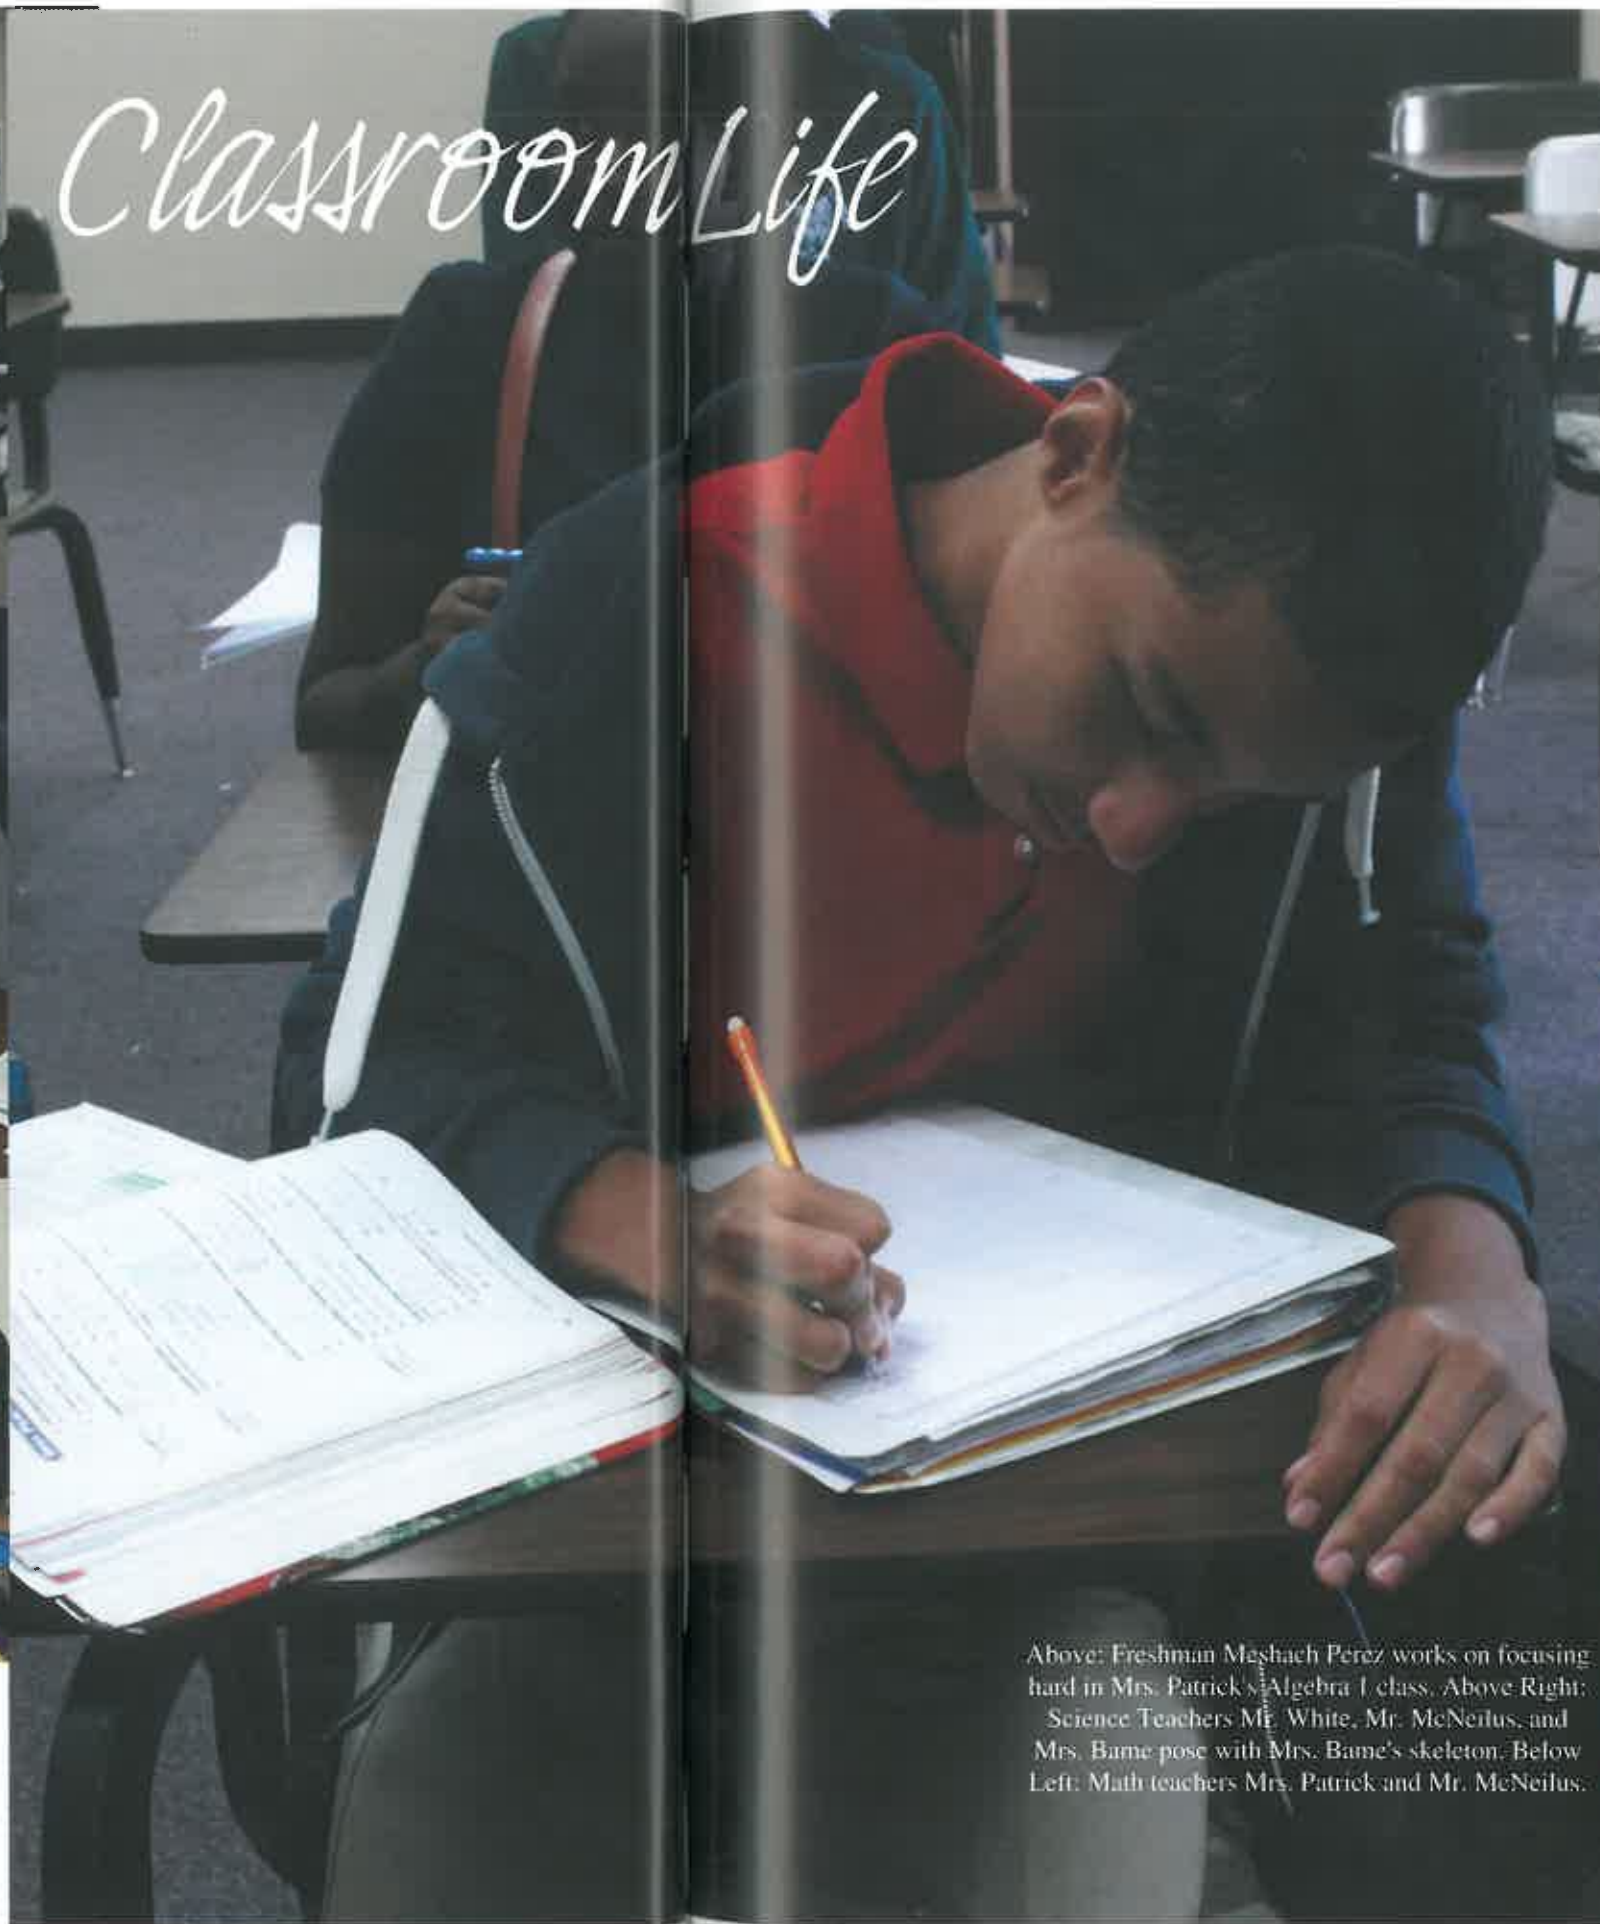 Classroom Life
Above: Freshman Meshach Perez works on focusing
hard in Mrs. Patrick's Algebra 1 class. Above Right:
Science Teachers Mr. White, Mr. McNeilus, and
Mrs. Bame pose with Mrs. Bame's skeleton. Below
Left: Math teachers Mrs. Patrick and Mr. McNeilus.